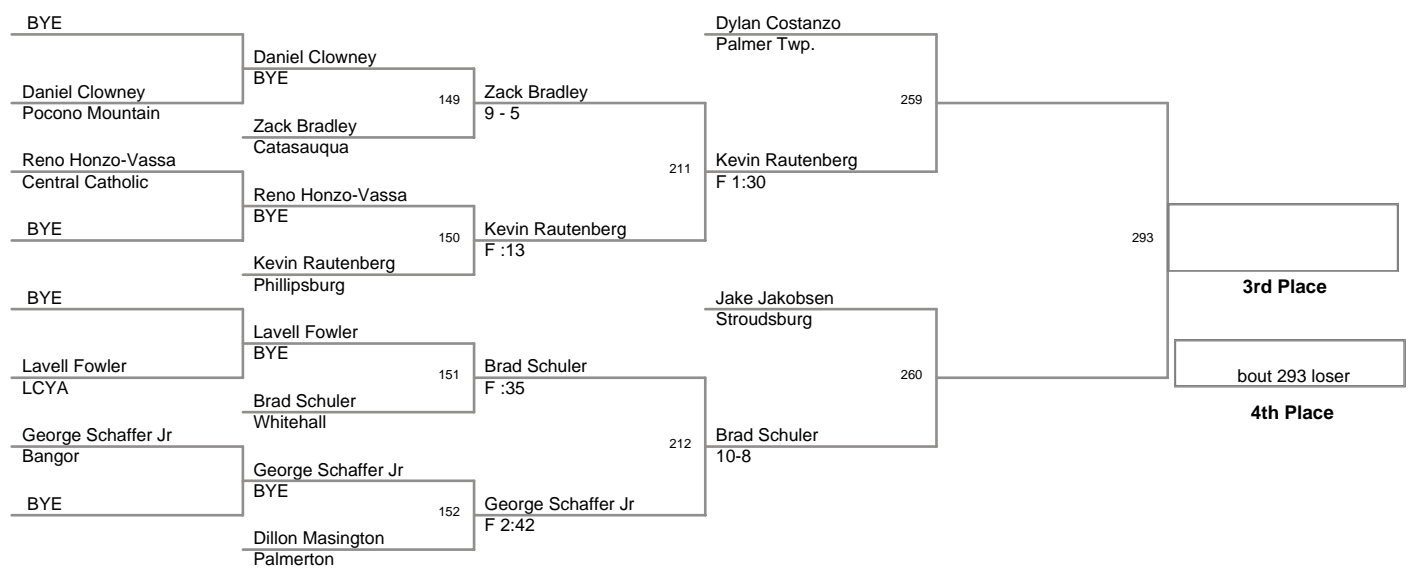 BYE
Daniel Clowney
Pocono Mountain
Reno Honzo-Vassa
Central Catholic
BYE
BYE
Lavell Fowler
LCYA
George Schaffer Jr
Bangor
BYE
Daniel Clowney
BYE
149
Zack Bradley
Catasauqua
Reno Honzo-Vassa
BYE
150
Kevin Rautenberg
Phillipsburg
Lavell Fowler
BYE
151
Brad Schuler
Whitehall
George Schaffer Jr
BYE
152
Dillon Masington
Palmerton
Zack Bradley
9 - 5
211
Kevin Rautenberg
F :13
Brad Schuler
F :35
212
George Schaffer Jr
F 2:42
Dylan Costanzo
Palmer Twp.
259
Kevin Rautenberg
F 1:30
Jake Jakobsen
Stroudsburg
260
Brad Schuler
10-8
293
3rd Place
bout 293 loser
4th Place